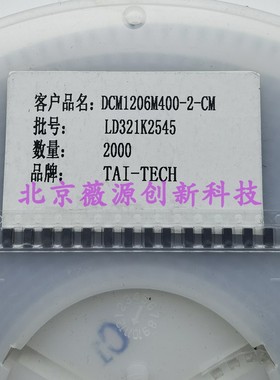 客户品名：DCM1206M400-2-CM
批号： LD321K2545
数量： 2000
品牌： TAI-TECH
北京薇源创新科技